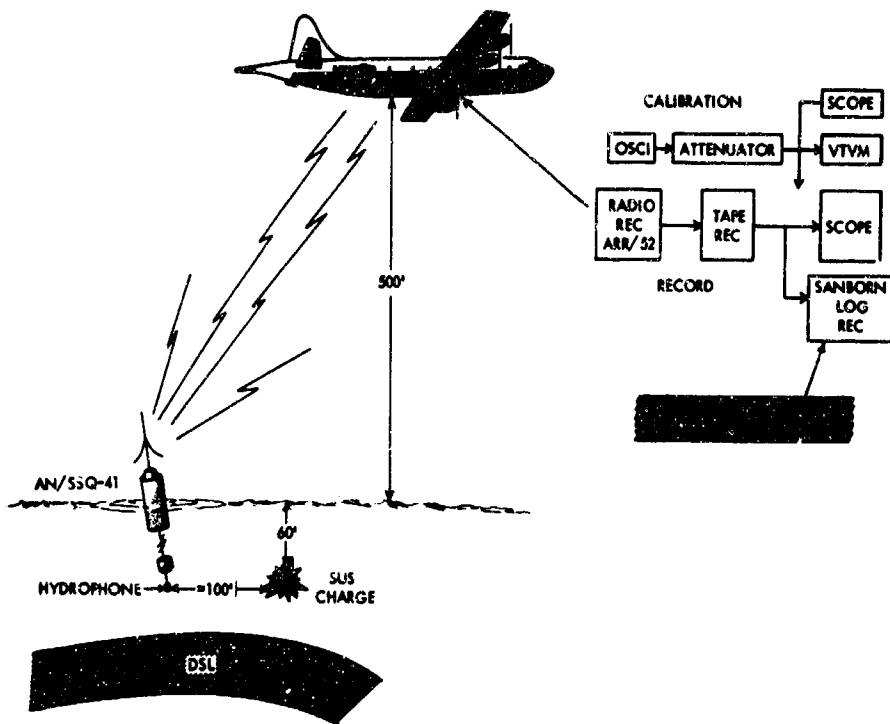 CALIBRATION
SCOPE
OSCI
ATTENUATOR
VTVM
RADIO
REC
ARR/52
TAPE
REC
SCOPE
RECORD
SANBORN
LOG
REC
500'
AN/SSQ-41
60'
HYDROPHONE
≈100'
SUS
CHARGE
DSL